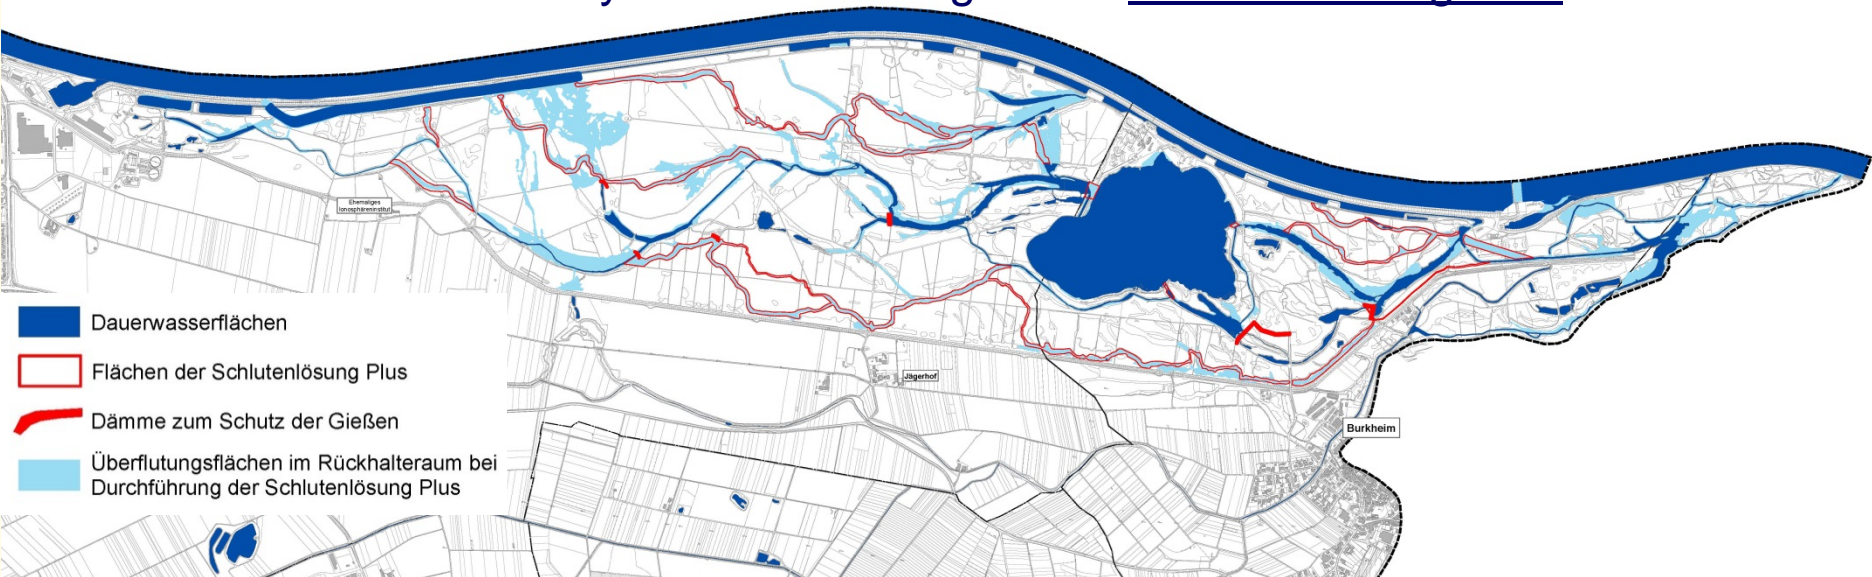 Ehemaliges
Ionosphäreninstitut
Dauerwasserflächen
Flächen der Schlutenlösung Plus
Jägerhof
Dämme zum Schutz der Gießen
Burkheim
Überflutungsflächen im Rückhalteraum bei
Durchführung der Schlutenlösung Plus